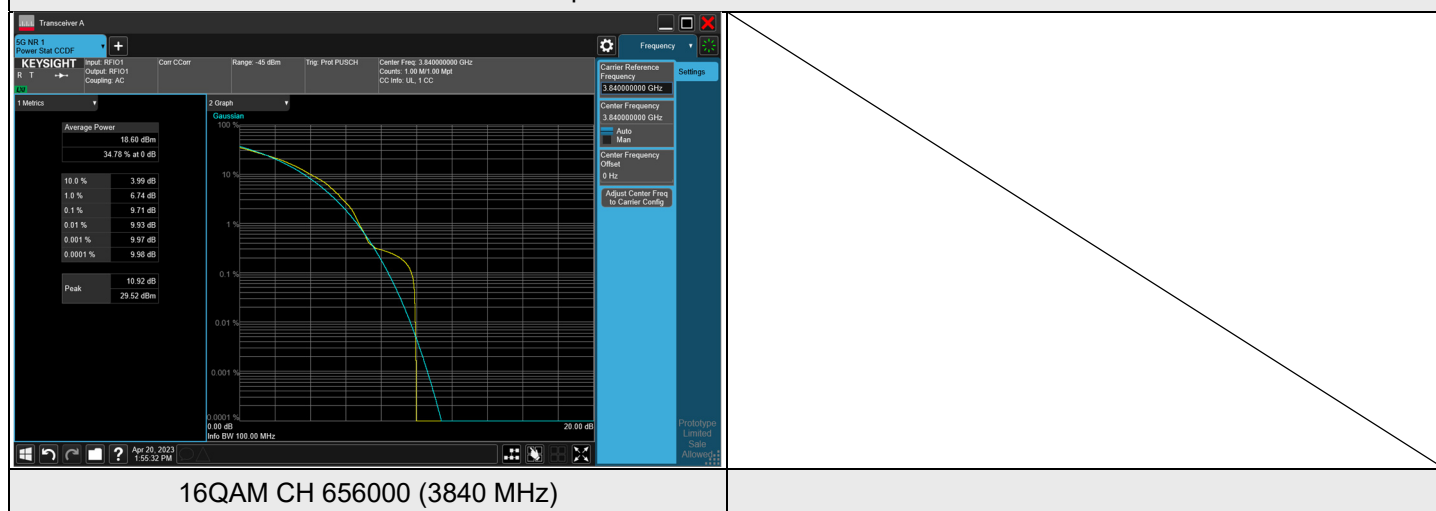 Transceiver A
5G NR 1
Power Stat CCDF
Frequency
KEYSIGHT
R T
LXI
Input: RFIO1
Output: RFIO1
Coupling: AC
Corr CCorr
Range: -45 dBm
Trig: Prot PUSCH
Center Freq: 3.840000000 GHz
Counts: 1.00 M/1.00 Mpt
CC Info: UL, 1 CC
Carrier Reference
Frequency
3.840000000 GHz
Settings
Center Frequency
3.840000000 GHz
Auto
Man
Center Frequency
Offset
0 Hz
Adjust Center Freq
to Carrier Config
1 Metrics
Average Power
18.60 dBm
34.78 % at 0 dB
10.0 % 3.99 dB
1.0 % 6.74 dB
0.1 % 9.71 dB
0.01 % 9.93 dB
0.001 % 9.97 dB
0.0001 % 9.98 dB
Peak
10.92 dB
29.52 dBm
2 Graph
Gaussian
100 %
10 %
1 %
0.1 %
0.01 %
0.001 %
0.0001 %
0.00 dB
20.00 dB
Info BW 100.00 MHz
Prototype
Limited
Sale
Allowed
?
Apr 20, 2023
1:55:32 PM
16QAM CH 656000 (3840 MHz)